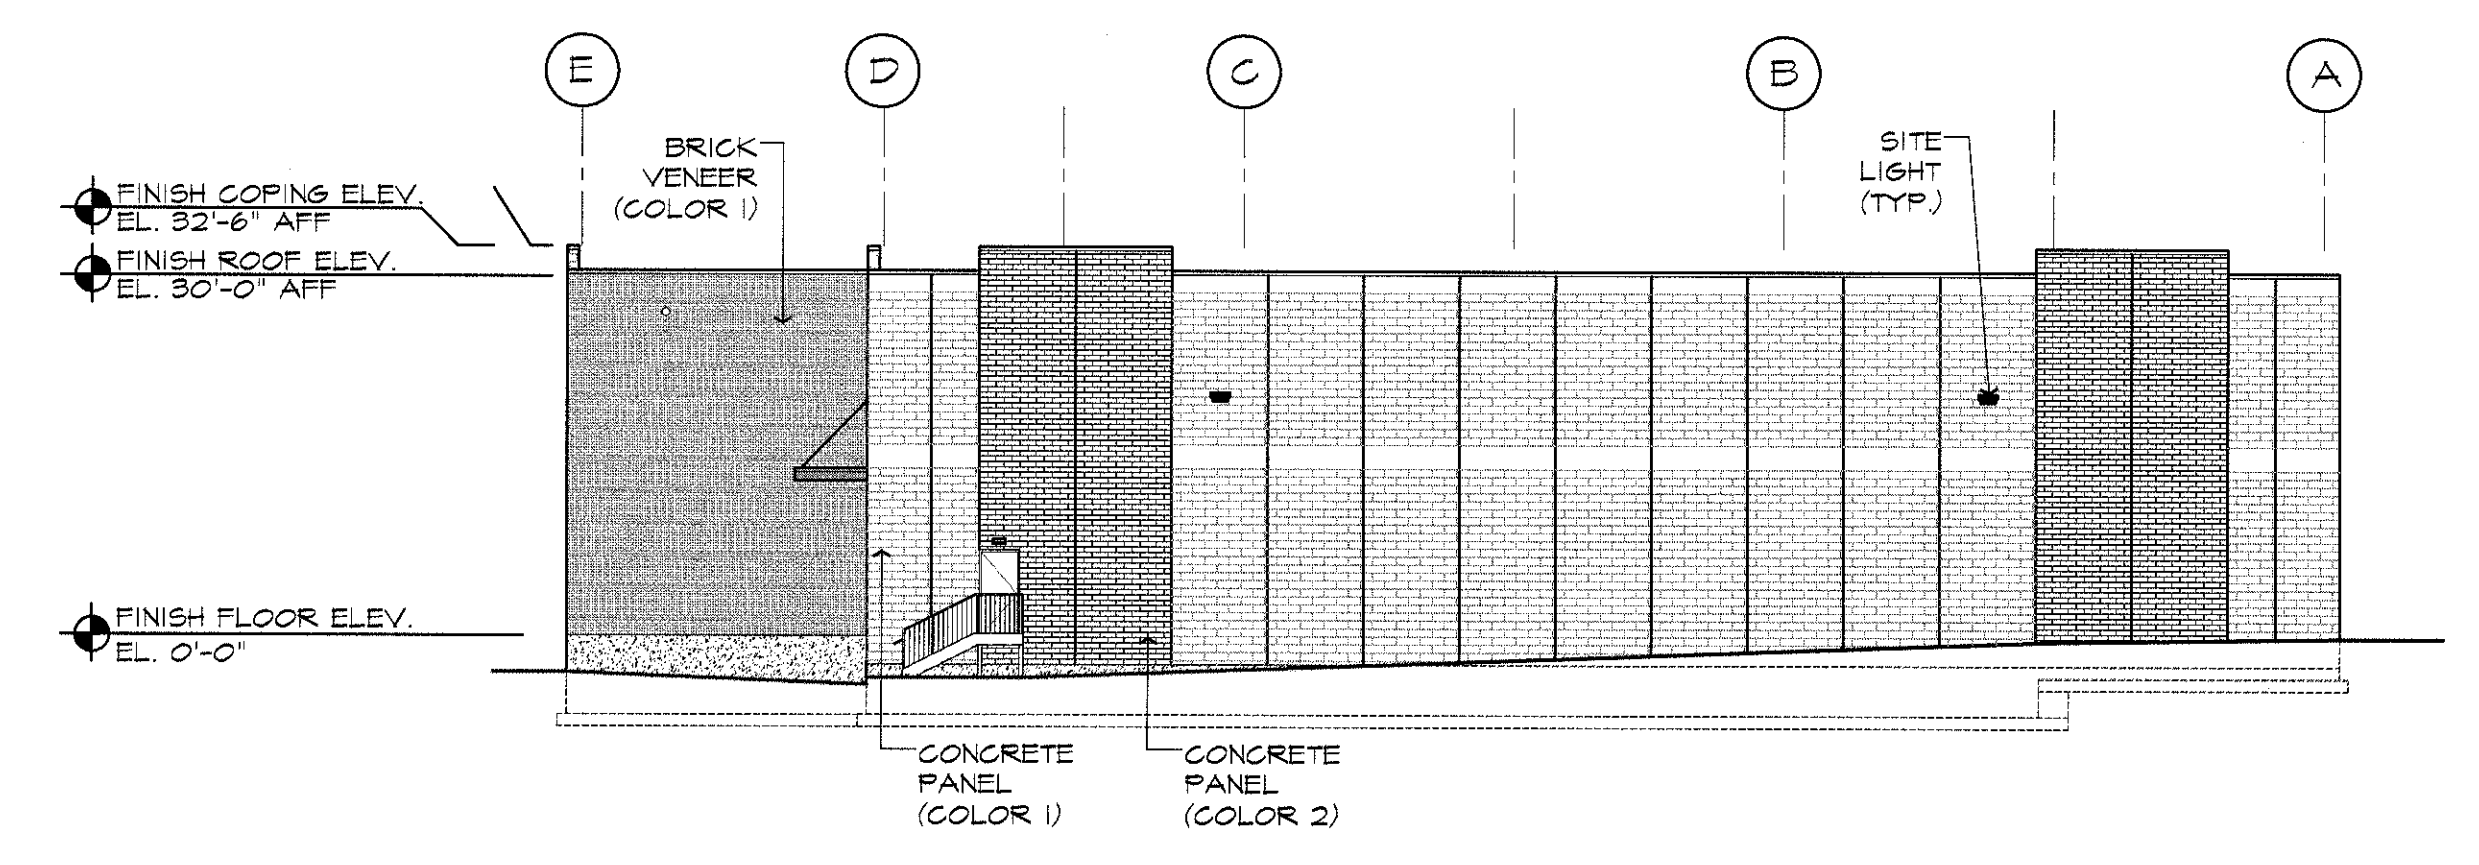 E
D
C
B
A
BRICK
VENEER
(COLOR 1)
SITE
LIGHT
(TYP.)
FINISH COPING ELEV.
EL. 32'-6" AFF
FINISH ROOF ELEV.
EL. 30'-0" AFF
FINISH FLOOR ELEV.
EL. 0'-0"
CONCRETE
PANEL
(COLOR 1)
CONCRETE
PANEL
(COLOR 2)